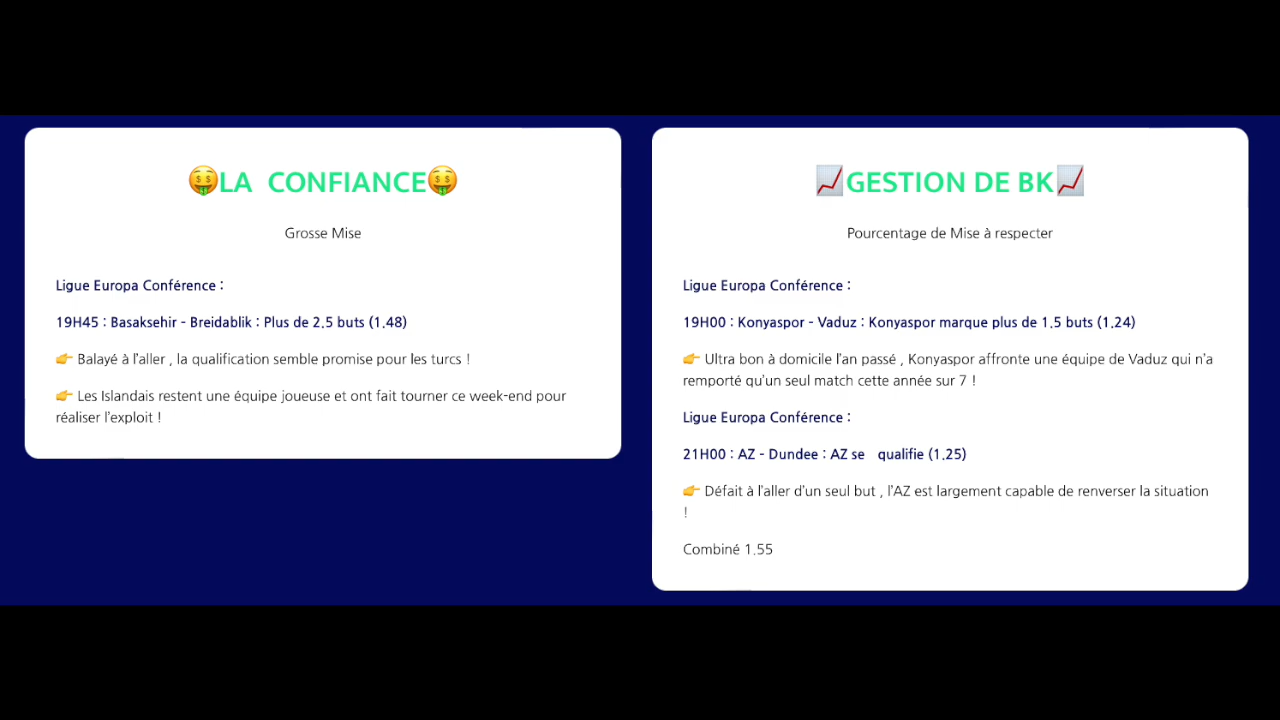 🤑LA CONFIANCE🤑
Grosse Mise
Ligue Europa Conférence :
19H45 : Basaksehir - Breidablik : Plus de 2.5 buts (1.48)
👉 Balayé à l'aller , la qualification semble promise pour les turcs !
👉 Les Islandais restent une équipe joueuse et ont fait tourner ce week-end pour
réaliser l'exploit !
📈GESTION DE BK📈
Pourcentage de Mise à respecter
Ligue Europa Conférence :
19H00 : Konyaspor - Vaduz : Konyaspor marque plus de 1.5 buts (1.24)
👉 Ultra bon à domicile l'an passé , Konyaspor affronte une équipe de Vaduz qui n'a
remporté qu'un seul match cette année sur 7 !
Ligue Europa Conférence :
21H00 : AZ - Dundee : AZ se qualifie (1.25)
👉 Défait à l'aller d'un seul but , l'AZ est largement capable de renverser la situation
!
Combiné 1.55